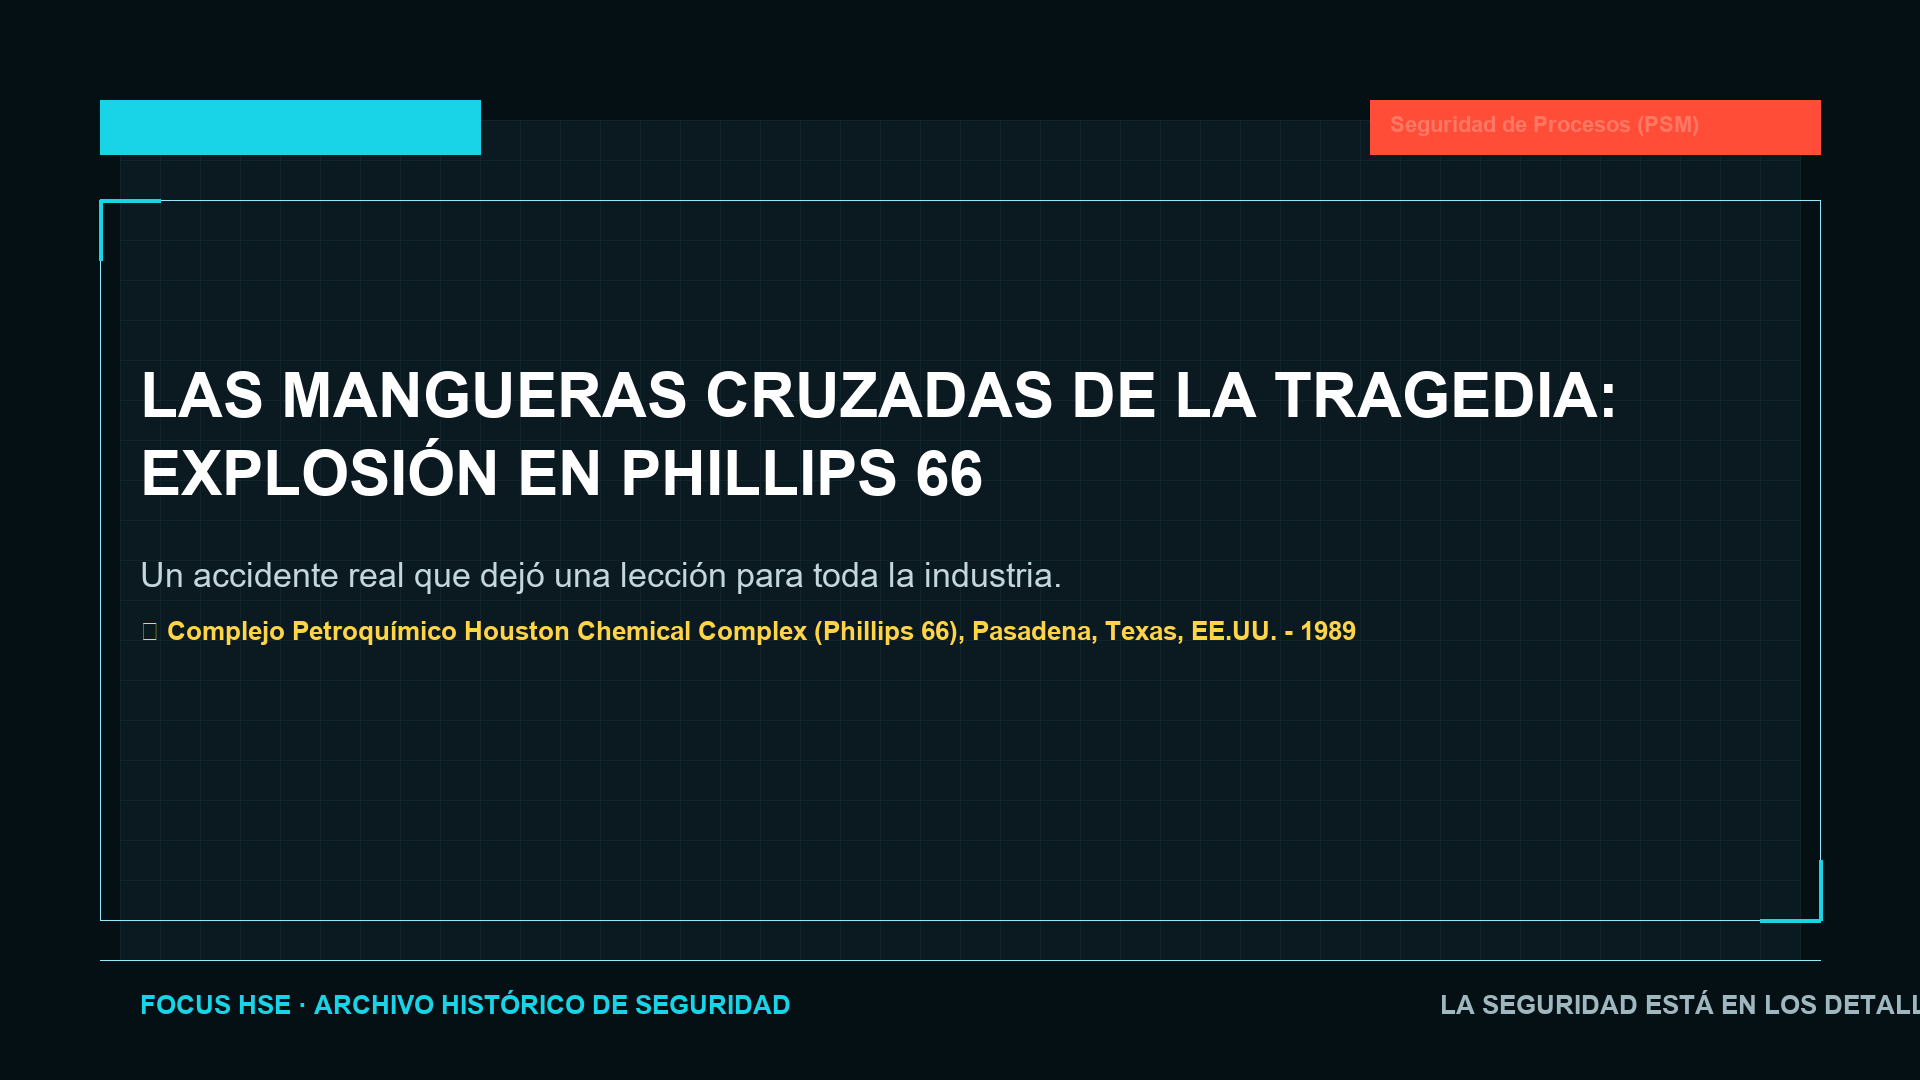 Seguridad de Procesos (PSM)
LAS MANGUERAS CRUZADAS DE LA TRAGEDIA:
EXPLOSIÓN EN PHILLIPS 66
Un accidente real que dejó una lección para toda la industria.
Complejo Petroquímico Houston Chemical Complex (Phillips 66), Pasadena, Texas, EE.UU. - 1989
FOCUS HSE · ARCHIVO HISTÓRICO DE SEGURIDAD
LA SEGURIDAD ESTÁ EN LOS DETALL